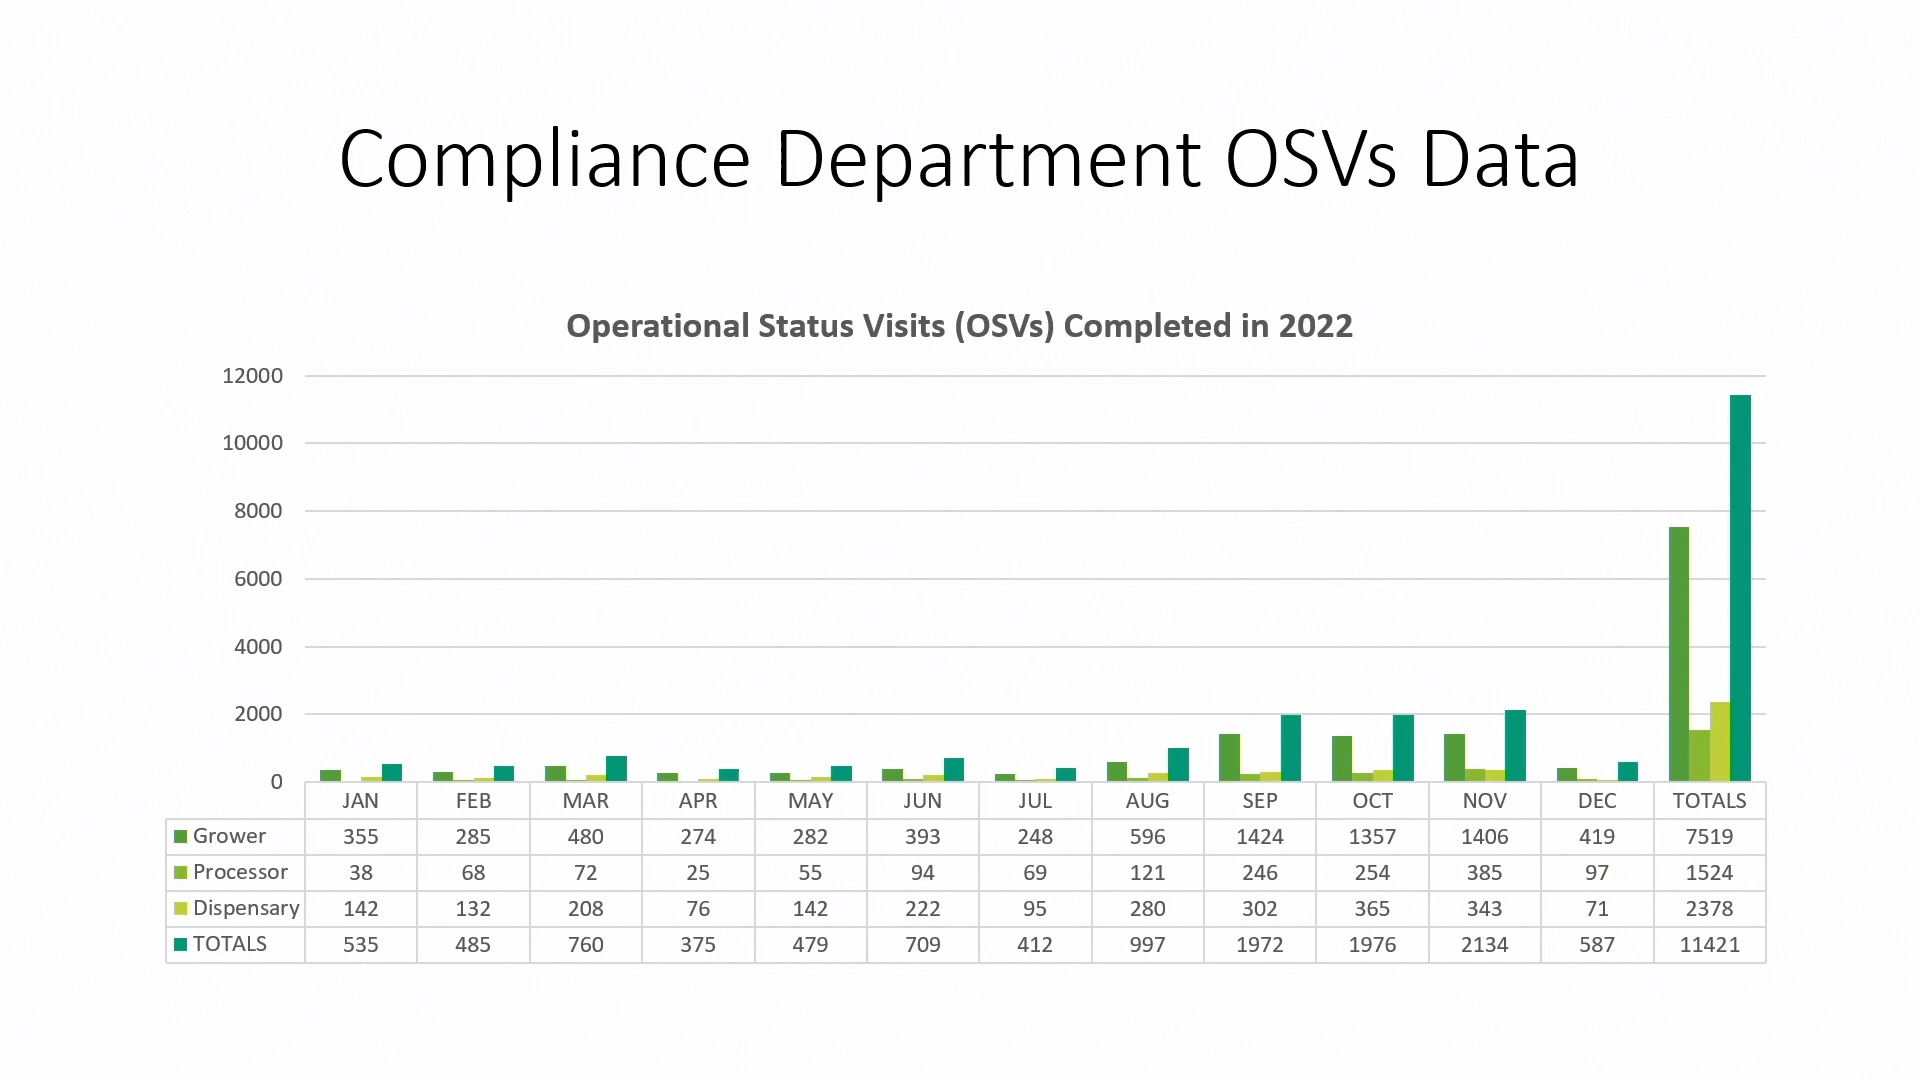 Compliance Department OSVs Data
Operational Status Visits (OSVs) Completed in 2022
12000
10000
8000
6000
4000
2000
0
JAN FEB MAR APR MAY JUN JUL AUG SEP OCT NOV DEC TOTALS
Grower 355 285 480 274 282 393 248 596 1424 1357 1406 419 7519
Processor 38 68 72 25 55 94 69 121 246 254 385 97 1524
Dispensary 142 132 208 76 142 222 95 280 302 365 343 71 2378
TOTALS 535 485 760 375 479 709 412 997 1972 1976 2134 587 11421